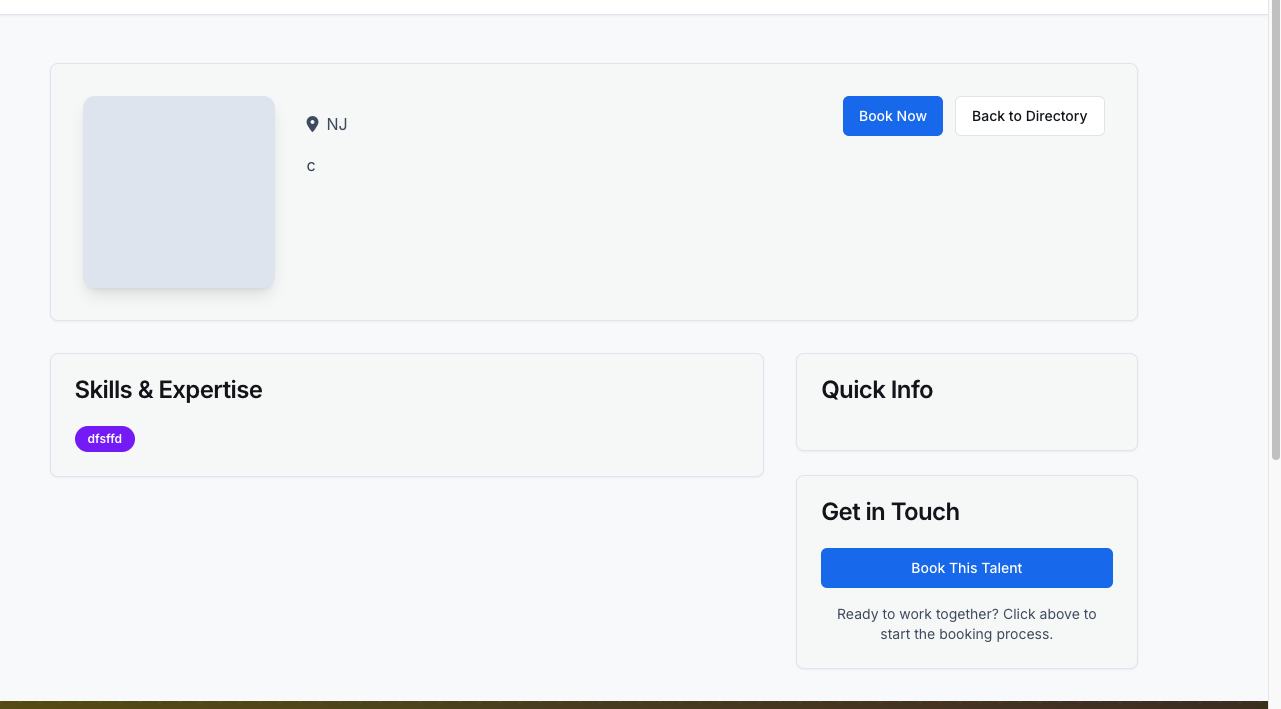 NJ
c
Book Now
Back to Directory
Skills & Expertise
dfsffd
Quick Info
Get in Touch
Book This Talent
Ready to work together? Click above to
start the booking process.